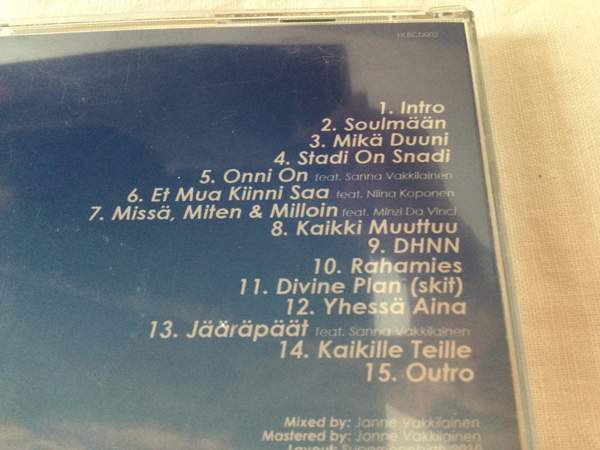 1. Intro
2. Soulmään
3. Mikä Duuni
4. Stadi On Snadi
5. Onni On feat. Sanna Vakkilainen
6. Et Mua Kiinni Saa feat. Niina Koponen
7. Missä, Miten & Milloin feat. Minzi Da Vinci
8. Kaikki Muuttuu
9. DHNN
10. Rahamies
11. Divine Plan (skit)
12. Yhessä Aina
13. Jääräpäät feat. Sanna Vakkilainen
14. Kaikille Teille
15. Outro
Mixed by: Janne Vakkilainen
Mastered by: Janne Vakkilainen
Layout: